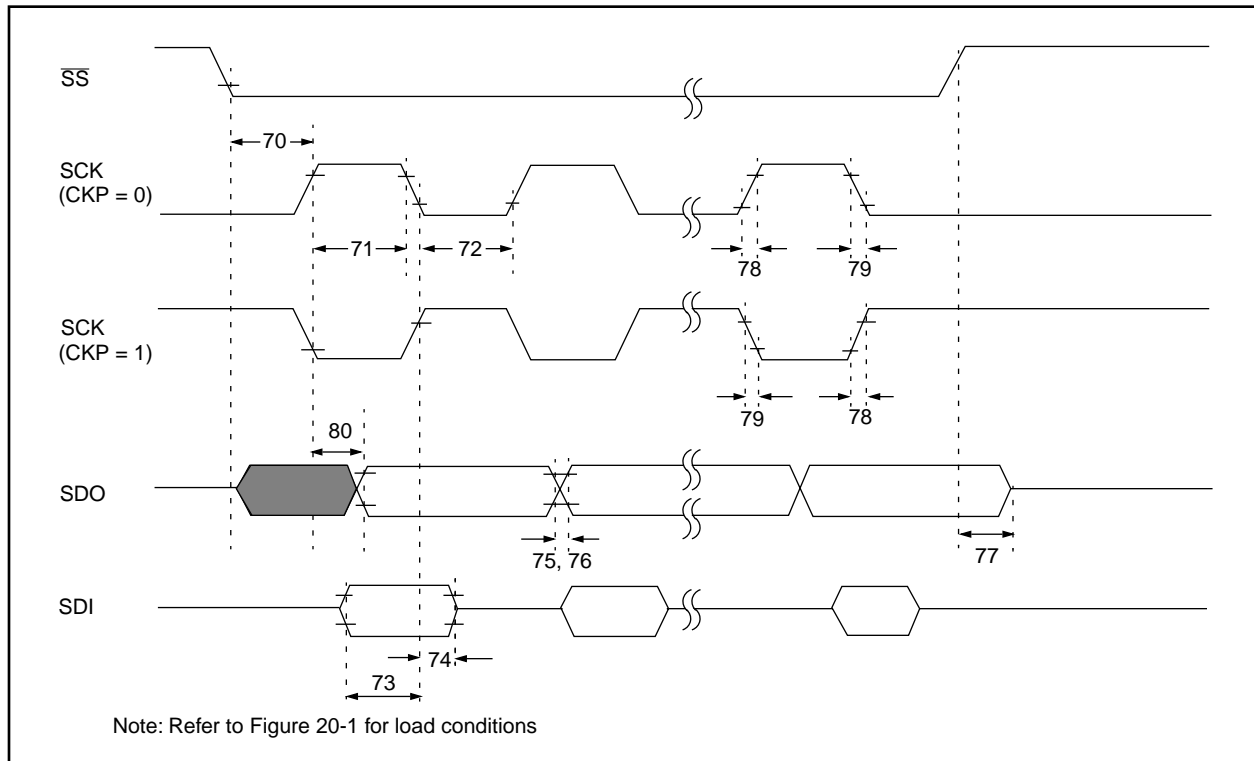 SS
70
SCK
(CKP = 0)
71
72
78
79
SCK
(CKP = 1)
79
78
80
SDO
75, 76
77
SDI
74
73
Note: Refer to Figure 20-1 for load conditions